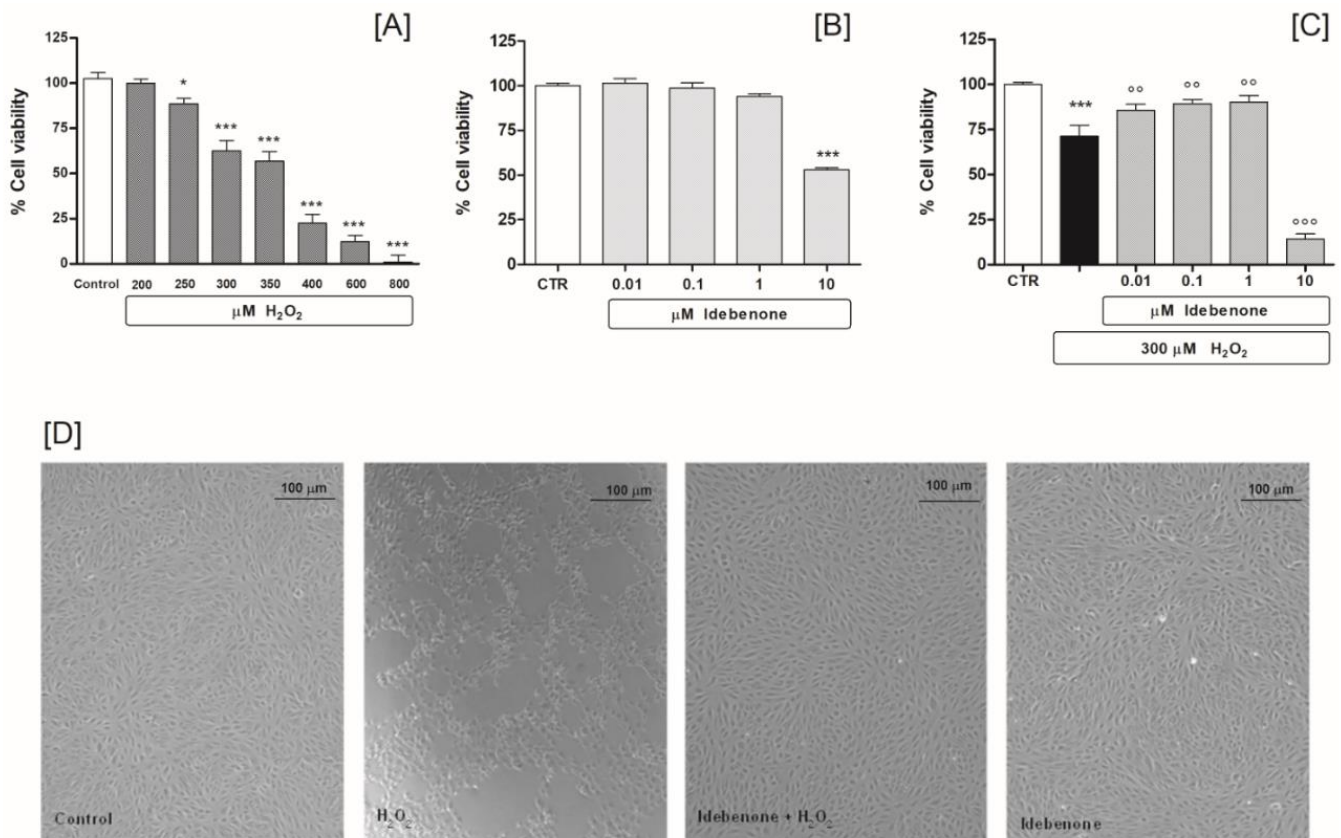 [A]
% Cell viability
125
100
75
50
25
0
*
***
***
***
***
***
Control 200 250 300 350 400 600 800
μM H₂O₂
[B]
% Cell viability
125
100
75
50
25
0
***
CTR 0.01 0.1 1 10
μM Idebenone
[C]
% Cell viability
125
100
75
50
25
0
***
°°
°°
°°
°°°
CTR 0.01 0.1 1 10
μM Idebenone
300 μM H₂O₂
[D]
100 μm
Control
100 μm
H₂O₂
100 μm
Idebenone + H₂O₂
100 μm
Idebenone